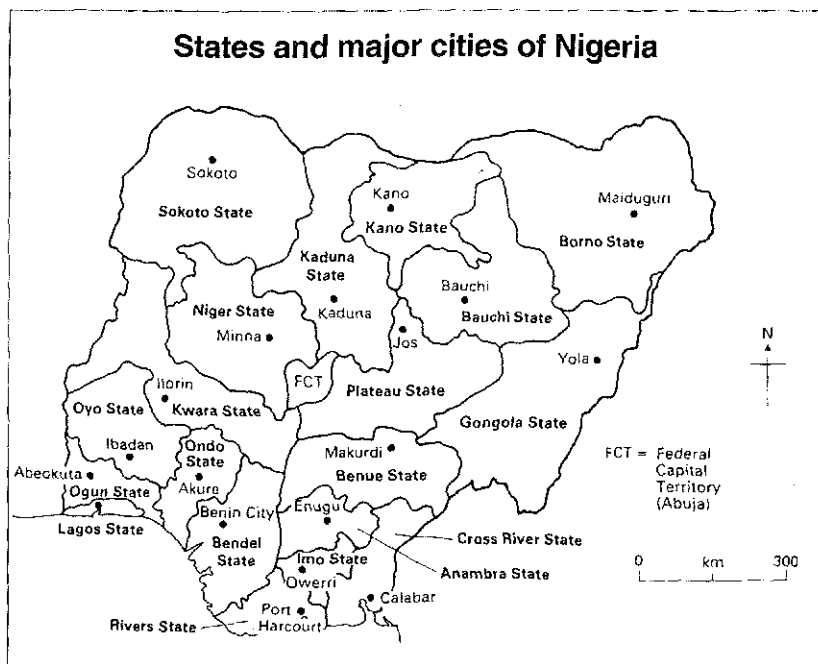 States and major cities of Nigeria
Sokoto
Sokoto State
Kano
Kano State
Maiduguri
Borno State
Kaduna
State
Kaduna
Bauchi
Bauchi State
Niger State
Minna
Jos
Yola
N
FCT
Plateau State
Gongola State
Ilorin
Kwara State
Oyo State
Ibadan
Ondo
State
Akure
Makurdi
Benue State
FCT = Federal
Capital
Territory
(Abuja)
Abeokuta
Ogun State
Lagos State
Benin City
Bendel
State
Enugu
Cross River State
Anambra State
Imo State
Owerri
0 km 300
Calabar
Port
Harcourt
Rivers State